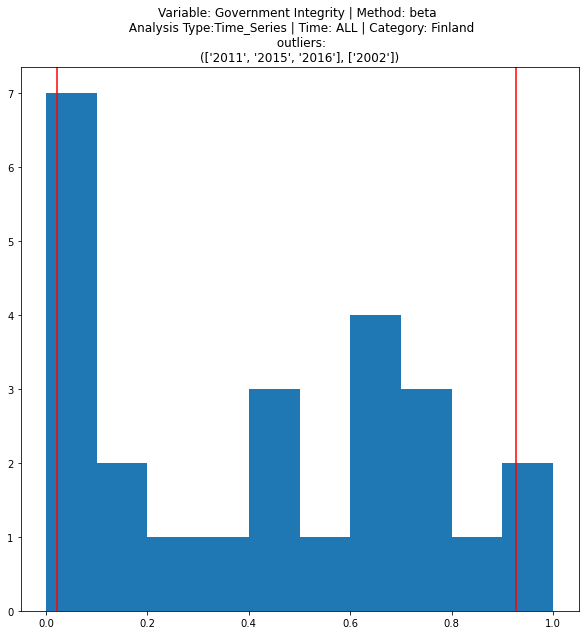 Variable: Government Integrity | Method: beta
Analysis Type:Time_Series | Time: ALL | Category: Finland
outliers:
(['2011', '2015', '2016'], ['2002'])
7
6
5
4
3
2
1
0
0.0 0.2 0.4 0.6 0.8 1.0